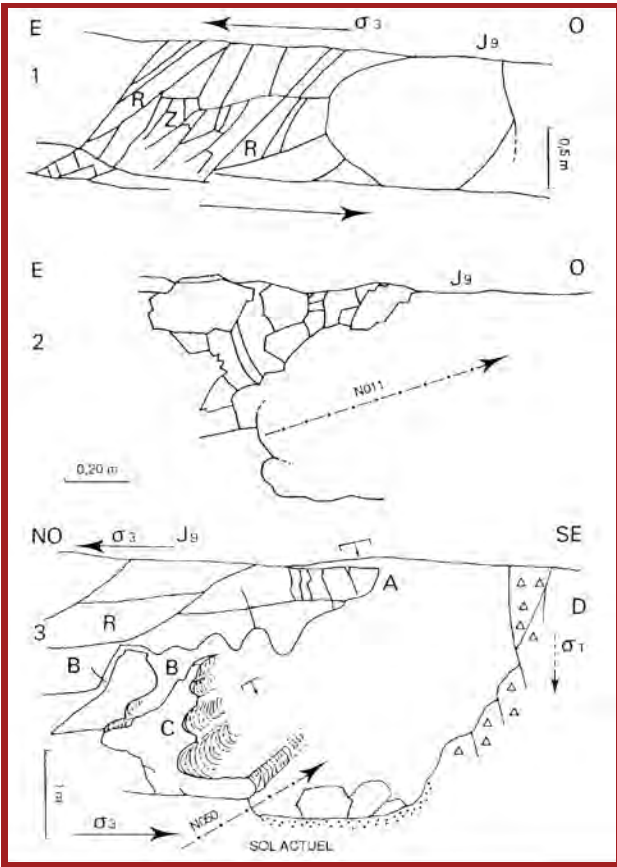 E σ3 J9 O
1
R Z R
0,5 m
E J9 O
2
N011
0,20 m
NO σ3 J9 SE
A D
3 R
B B σ1
C
1 m
σ3 N060
SOL ACTUEL